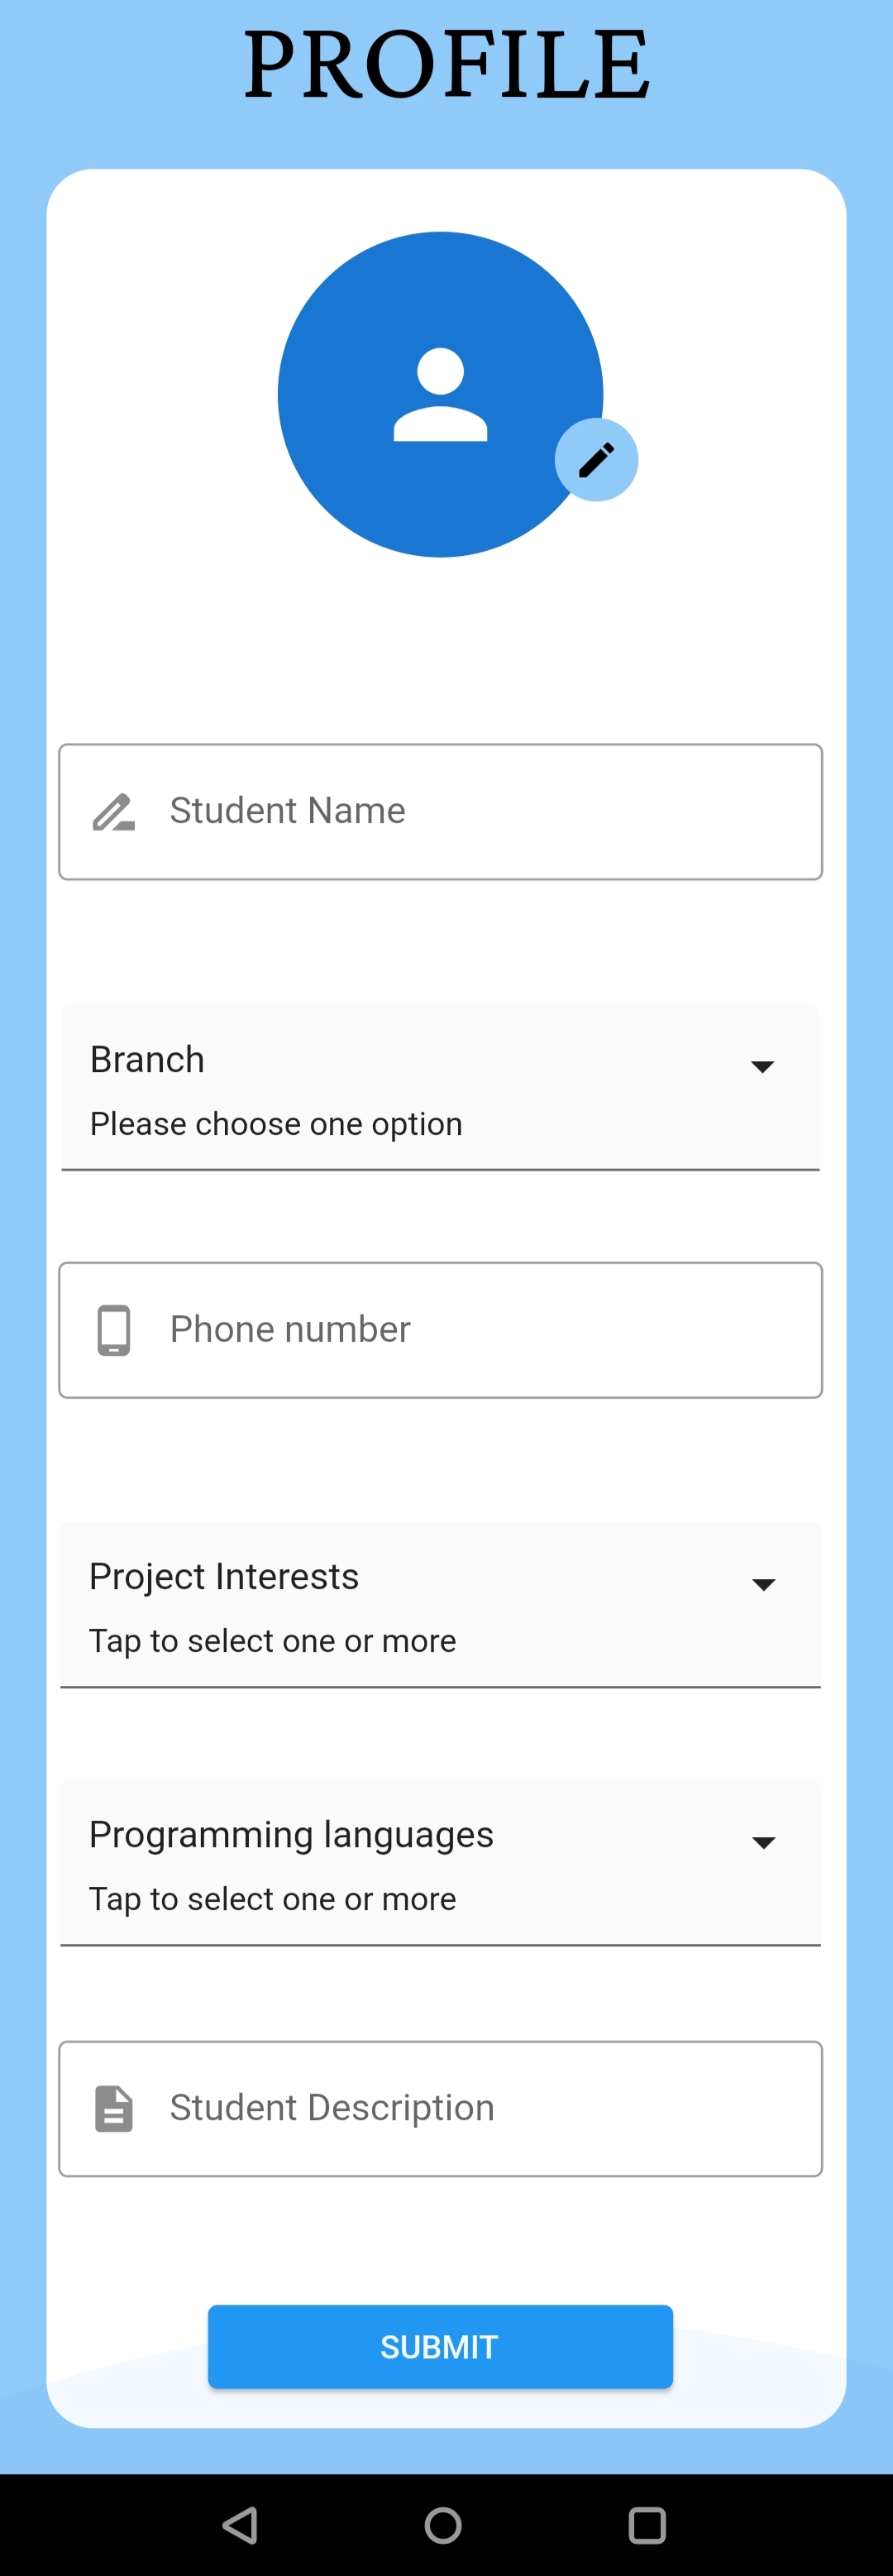 PROFILE
Student Name
Branch
Please choose one option
Phone number
Project Interests
Tap to select one or more
Programming languages
Tap to select one or more
Student Description
SUBMIT